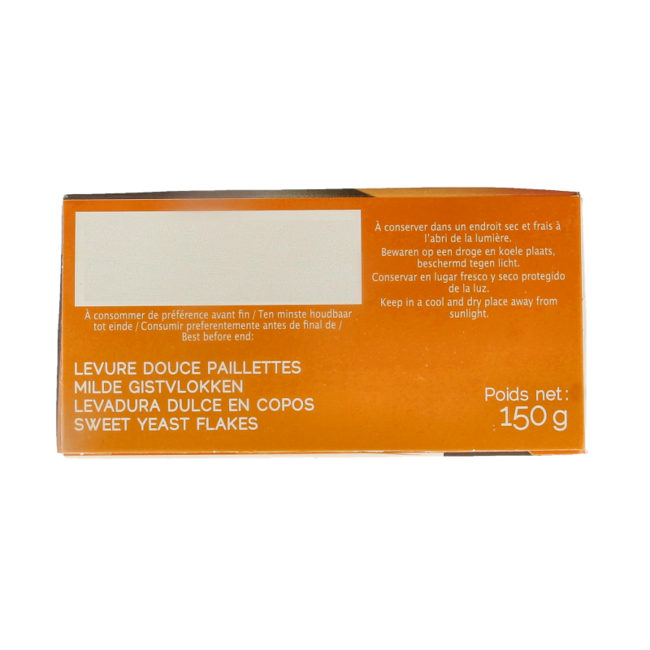 À consommer de préférence avant fin / Ten minste houdbaar
tot einde / Consumir preferentemente antes de final de /
Best before end:
À conserver dans un endroit sec et frais à
l'abri de la lumière.
Bewaren op een droge en koele plaats,
beschermd tegen licht.
Conservar en lugar fresco y seco protegido
de la luz.
Keep in a cool and dry place away from
sunlight.
LEVURE DOUCE PAILLETTES
MILDE GISTVLOKKEN
LEVADURA DULCE EN COPOS
SWEET YEAST FLAKES
Poids net:
150 g